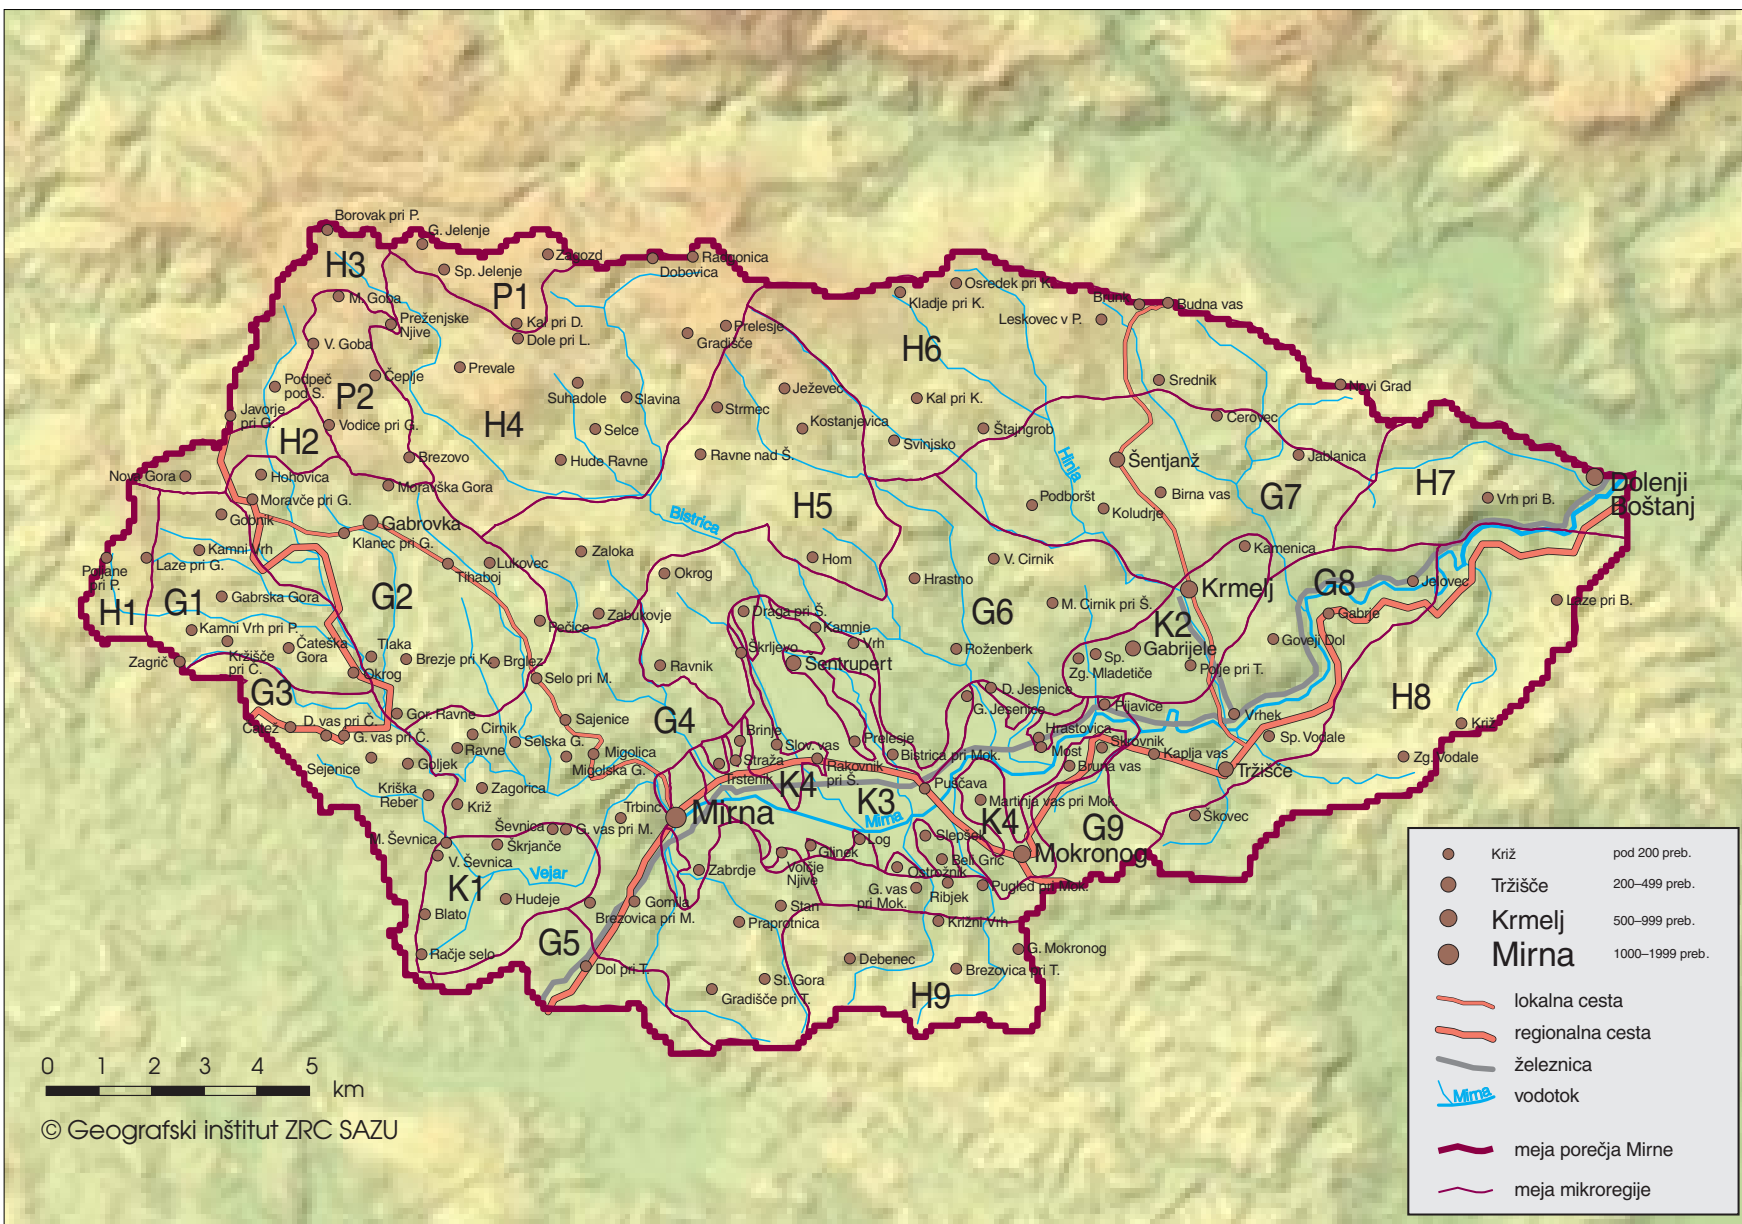 Borovak pri P.
G. Jelenje
H3
Sp. Jelenje
Zagozd
Dobovica
Radgonica
P1
M. Goba
Preženjske
Njive
Kal pri D.
Dole pri L.
V. Goba
Prevale
Podpeč
pod S.
Čeplje
P2
Javorje
pri G.
Vodice pri G.
H2
H4
Suhadole
Slavina
Selce
Hude Ravne
Brezovo
Prelesje
Gradišče
Ježevec
Strmec
Kostanjevica
Ravne nad Š.
H5
Osredek pri K.
Kladje pri K.
Brunk
Budna vas
Leskovec v P.
H6
Srednik
Novi Grad
Kal pri K.
Cerovec
Štajngrob
Svinjsko
Hinja
Šentjanž
Jablanica
H7
Dolenji
Boštanj
Vrh pri B.
G7
Podboršt
Birna vas
Koludrje
Nova Gora
Hohovica
Moravče pri G.
Moravška Gora
Gobnik
Gabrovka
Klanec pri G.
Bistrica
Kamni Vrh
Laze pri G.
Poljane
pri P.
H1
G1
Gabrska Gora
G2
Tihaboj
Lukovec
Zaloka
Okrog
Hom
Hrastno
V. Cirnik
Kamenica
Krmelj
G8
Jelovec
Gabrje
Laze pri B.
Kamni Vrh pri P.
Križišče
pri Č.
Čateška
Gora
Zagrič
Tlaka
Brezje pri K.
Brglez
Okrog
Pečice
Zabukovje
Draga pri Š.
Kamnje
Vrh
Škrljevo
Šentrupert
Ravnik
G6
M. Cirnik pri Š.
Roženberk
K2
Gabrijele
Sp.
Zg. Mladetiče
Polje pri T.
Goveji Dol
H8
G3
Čatež
D. vas pri Č.
G. vas pri Č.
Gor. Ravne
Selo pri M.
Sajenice
G4
Cirnik
Ravne
Selska G.
Migolica
Migolska G.
Goljek
Sejenice
Kriška
Reber
Križ
Zagorica
Brinje
Straža
Slov. vas
Trstenik
Rakovnik
pri Š.
Prelesje
Bistrica pri Mok.
D. Jesenice
G. Jesenice
Hrastovica
Most
Pijavice
Skrovnik
Bruna vas
Kaplja vas
Vrhek
Sp. Vodale
Križ
Zg. Vodale
Tržišče
Puščava
K4
K3
Mirna
Mirna
Trbinc
Martinja vas pri Mok.
K4
G9
Škovec
Mokronog
Slepšek
Beli Grič
Log
Glinek
Volčje
Njive
Ostrožnik
Ribjek
Pugled pri Mok.
G. vas
pri Mok.
Ševnica
G. vas pri M.
Škrjanče
M. Ševnica
V. Ševnica
K1
Vejar
Hudeje
Blato
Račje selo
Zabrdje
Gomila
Brezovica pri M.
G5
Dol pri T.
Praprotnica
Stan
Križni Vrh
G. Mokronog
Debenec
Brezovica pri T.
St. Gora
Gradišče pri T.
H9
0 1 2 3 4 5
km
© Geografski inštitut ZRC SAZU
Križ pod 200 preb.
Tržišče 200–499 preb.
Krmelj 500–999 preb.
Mirna 1000–1999 preb.
lokalna cesta
regionalna cesta
železnica
Mirna vodotok
meja porečja Mirne
meja mikroregije